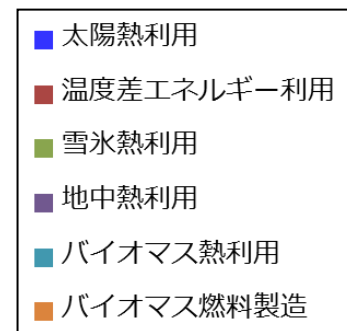 太陽熱利用
温度差エネルギー利用
雪氷熱利用
地中熱利用
バイオマス熱利用
バイオマス燃料製造